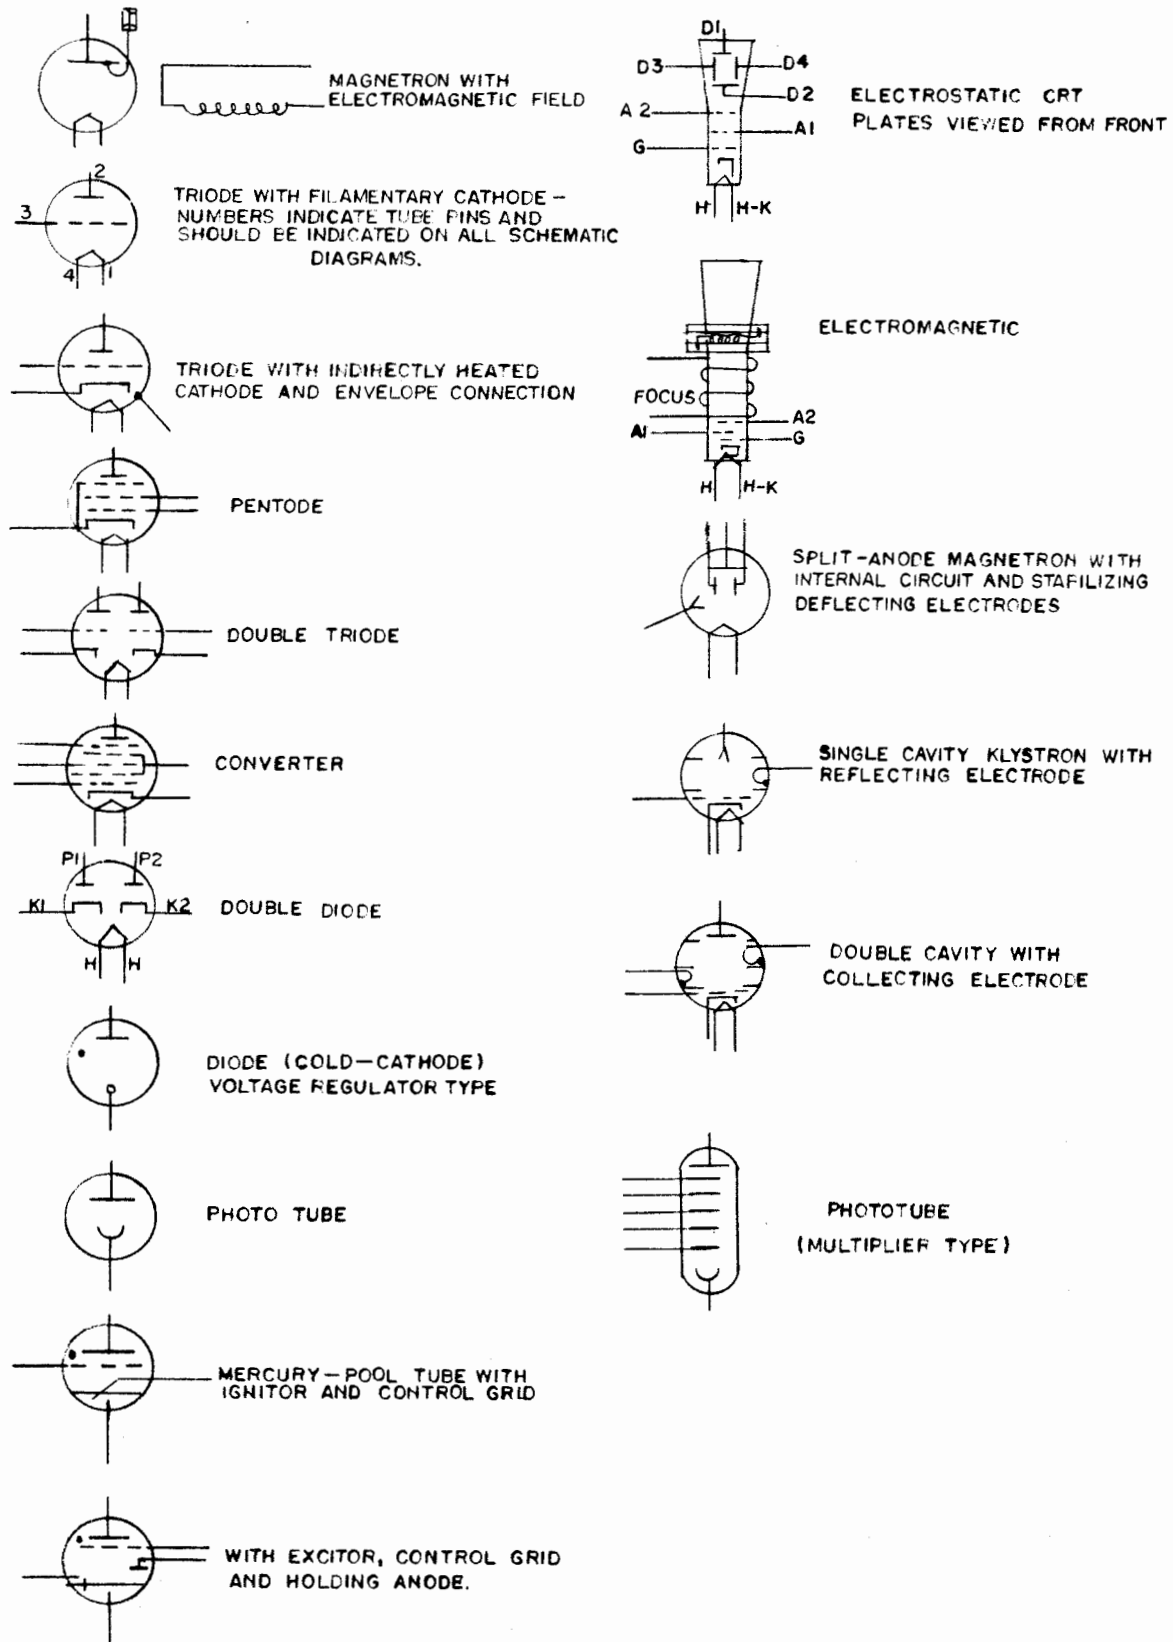 MAGNETRON WITH
ELECTROMAGNETIC FIELD
2
3
4
1
TRIODE WITH FILAMENTARY CATHODE –
NUMBERS INDICATE TUBE PINS AND
SHOULD BE INDICATED ON ALL SCHEMATIC
DIAGRAMS.
TRIODE WITH INDIRECTLY HEATED
CATHODE AND ENVELOPE CONNECTION
PENTODE
DOUBLE TRIODE
CONVERTER
P1 P2
K1 K2
H H
DOUBLE DIODE
DIODE (COLD–CATHODE)
VOLTAGE REGULATOR TYPE
PHOTO TUBE
MERCURY–POOL TUBE WITH
IGNITOR AND CONTROL GRID
WITH EXCITOR, CONTROL GRID
AND HOLDING ANODE.
D1
D3 D4
D2
A2
A1
G
H H-K
ELECTROSTATIC CRT
PLATES VIEWED FROM FRONT
ELECTROMAGNETIC
FOCUS
A2
A1
G
H H-K
SPLIT-ANODE MAGNETRON WITH
INTERNAL CIRCUIT AND STAFILIZING
DEFLECTING ELECTRODES
SINGLE CAVITY KLYSTRON WITH
REFLECTING ELECTRODE
DOUBLE CAVITY WITH
COLLECTING ELECTRODE
PHOTOTUBE
(MULTIPLIER TYPE)